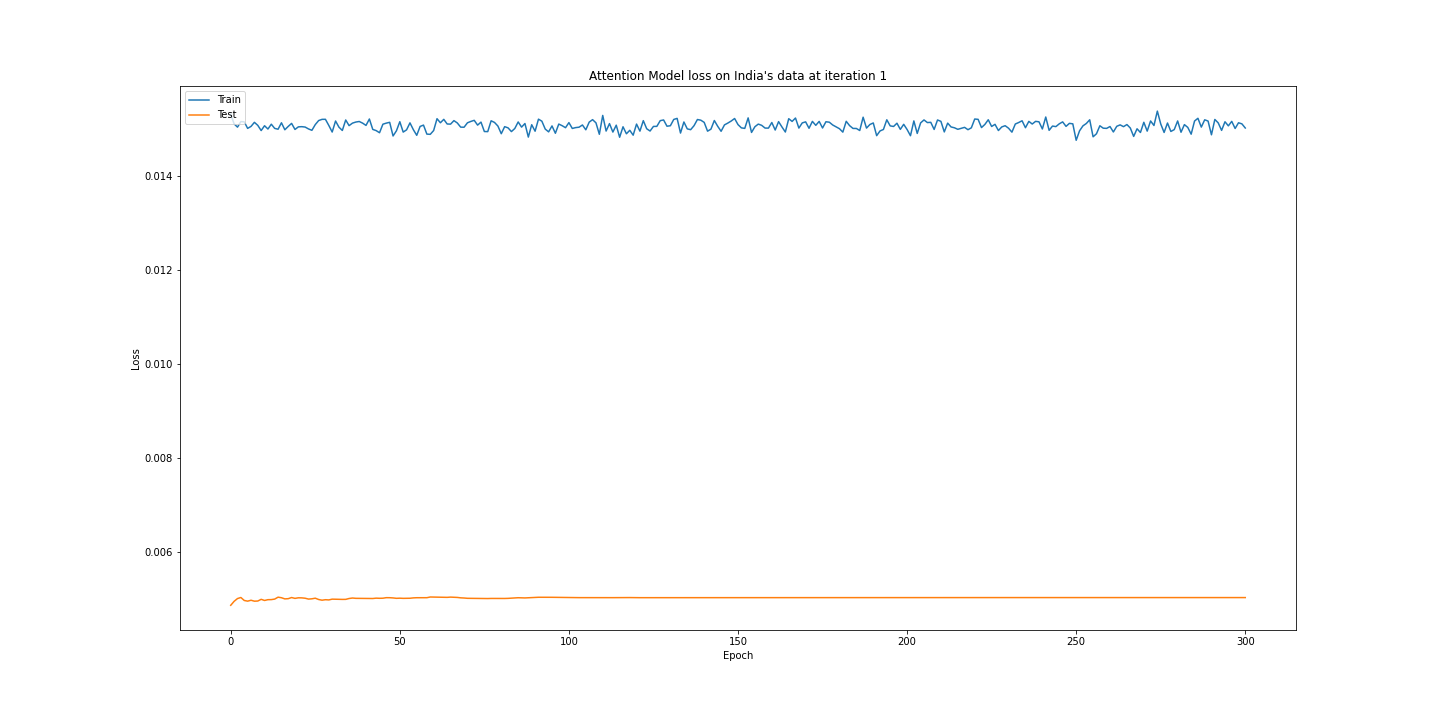 Attention Model loss on India's data at iteration 1
Train
Test
0.014
0.012
0.010
0.008
0.006
Loss
0 50 100 150 200 250 300
Epoch